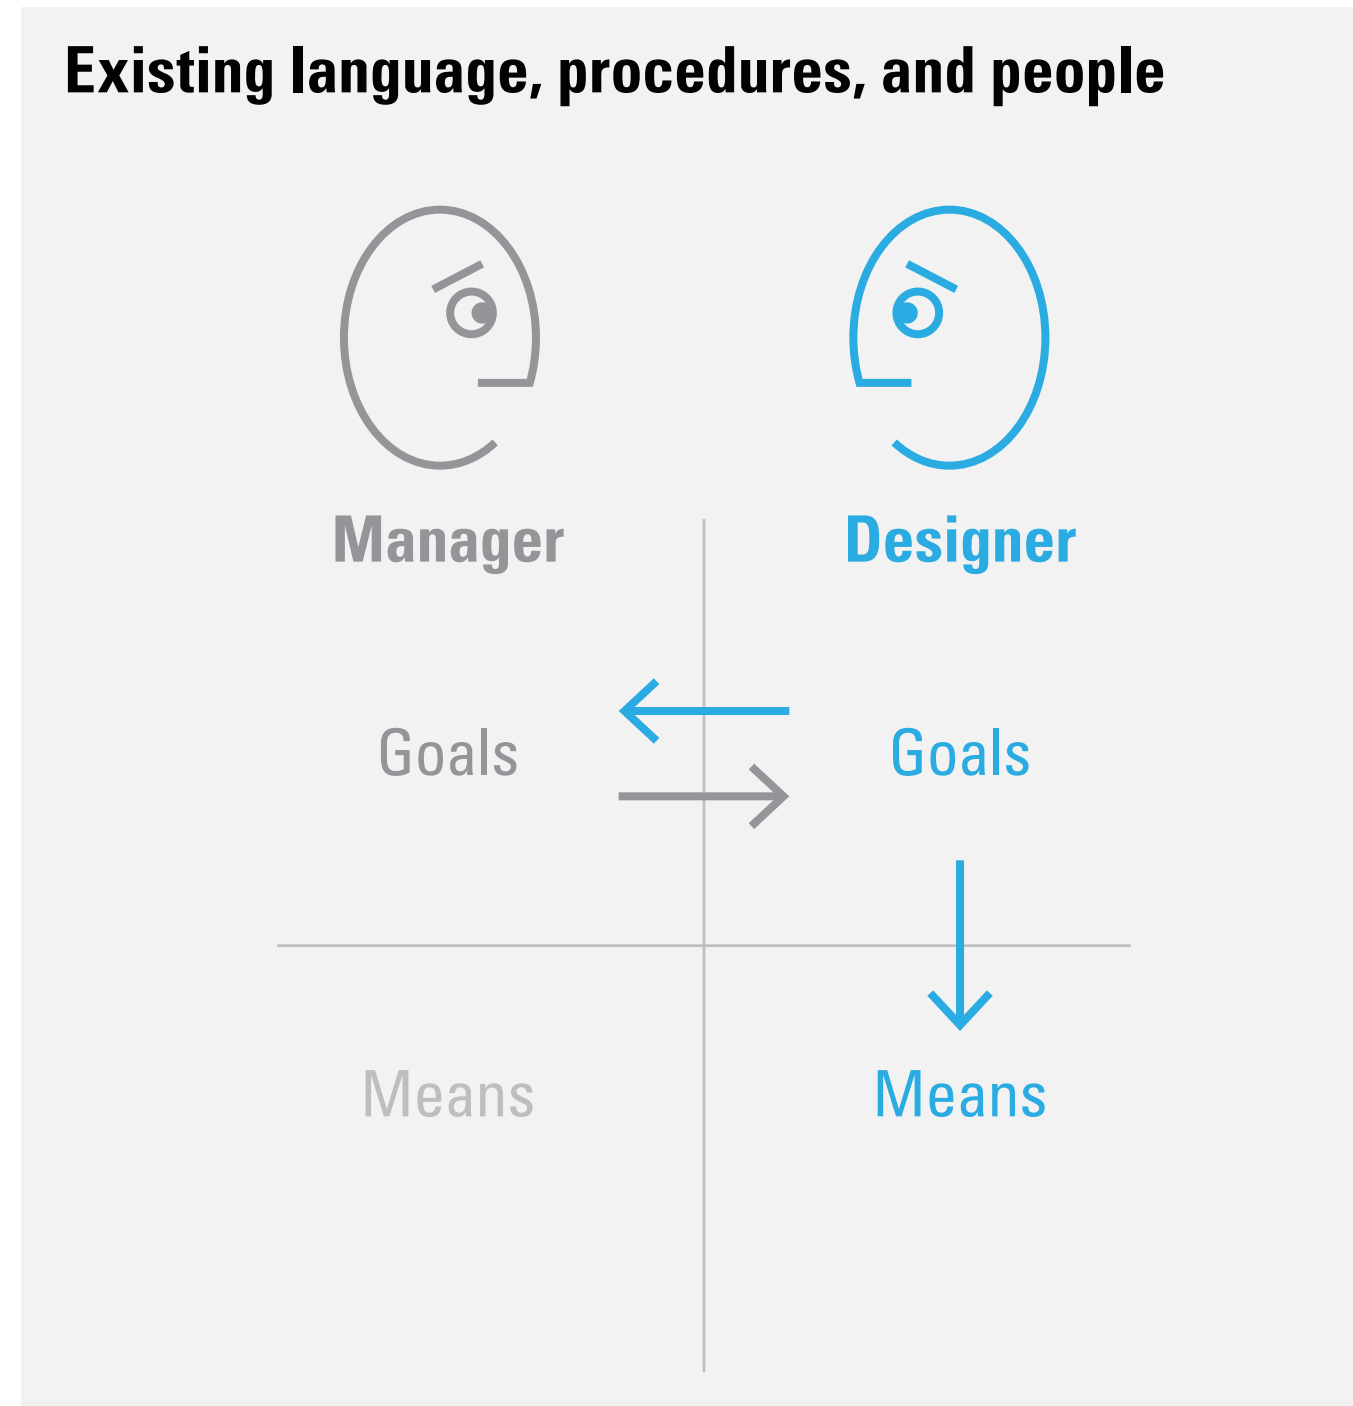 Existing language, procedures, and people
Manager
Designer
Goals
Goals
Means
Means